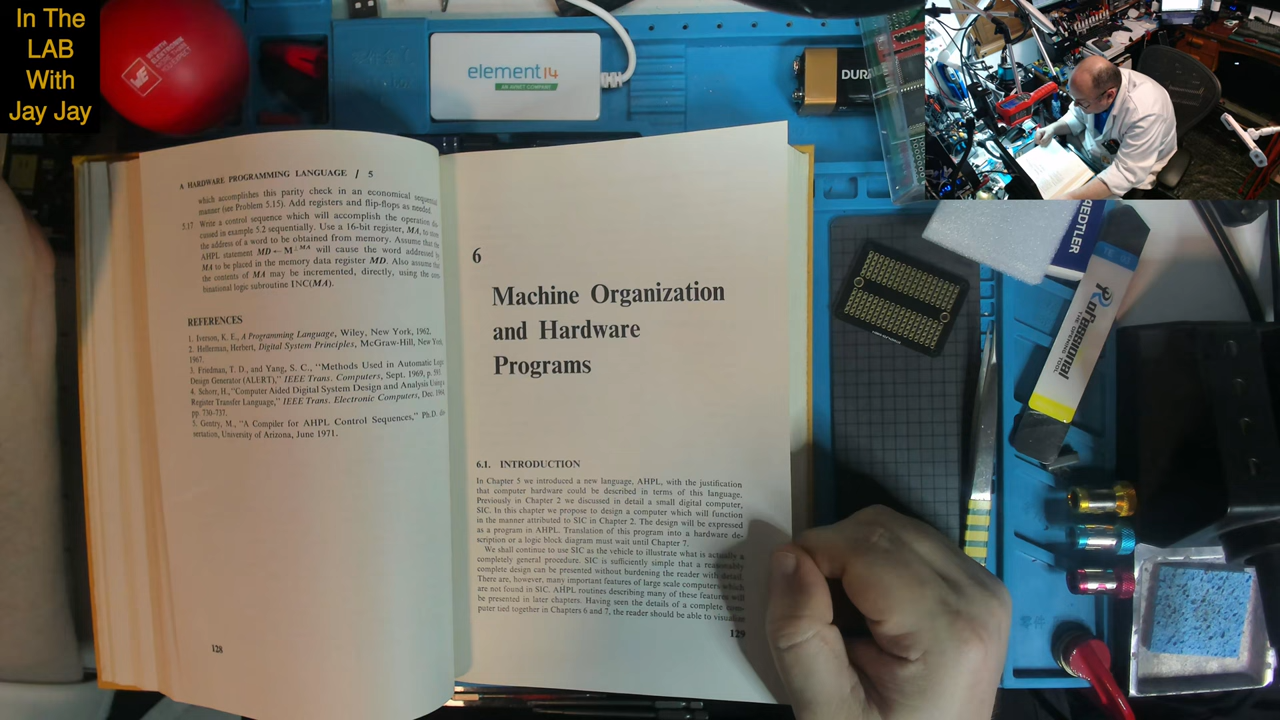 In The
LAB
With
Jay Jay
element14
AN AVNET COMPANY
DURA
AEDTLER
Rofessional
A HARDWARE PROGRAMMING LANGUAGE / 5
which accomplishes this parity check in an economical sequential
manner (see Problem 5.15). Add registers and flip-flops as needed.
5.17 Write a control sequence which will accomplish the operation
cussed in example 5.2 sequentially. Use a 16-bit register, MA, to
the address of a word to be obtained from memory. Assume that the
AHPL statement MD ← M⊥MA will cause the word addressed
MA to be placed in the memory data register MD. Also assume
the contents of MA may be incremented, directly, using the
binational logic subroutine INC(MA).
REFERENCES
1. Iverson, K. E., A Programming Language, Wiley, New York, 1962.
2. Hellerman, Herbert, Digital System Principles, McGraw-Hill, New York
1967.
3. Friedman, T. D., and Yang, S. C., "Methods Used in Automatic
Design Generator (ALERT)," IEEE Trans. Computers, Sept. 1969, p.
4. Schorr, H., "Computer Aided Digital System Design and Analysis
Register Transfer Language," IEEE Trans. Electronic Computers, Dec.
pp. 730-737.
5. Gentry, M., "A Compiler for AHPL Control Sequences," Ph.D.
sertation, University of Arizona, June 1971.
128
6
Machine Organization
and Hardware
Programs
6.1. INTRODUCTION
In Chapter 5 we introduced a new language, AHPL, with the justification
that computer hardware could be described in terms of this language.
Previously in Chapter 2 we discussed in detail a small digital computer,
SIC. In this chapter we propose to design a computer which will function
in the manner attributed to SIC in Chapter 2. The design will be expressed
as a program in AHPL. Translation of this program into a hardware de-
scription or a logic block diagram must wait until Chapter 7.
We shall continue to use SIC as the vehicle to illustrate what is actually a
completely general procedure. SIC is sufficiently simple that a reasonably
complete design can be presented without burdening the reader with detail.
There are, however, many important features of large scale computers which
are not found in SIC. AHPL routines describing many of these features will
be presented in later chapters. Having seen the details of a complete com-
puter tied together in Chapters 6 and 7, the reader should be able to visualize
129